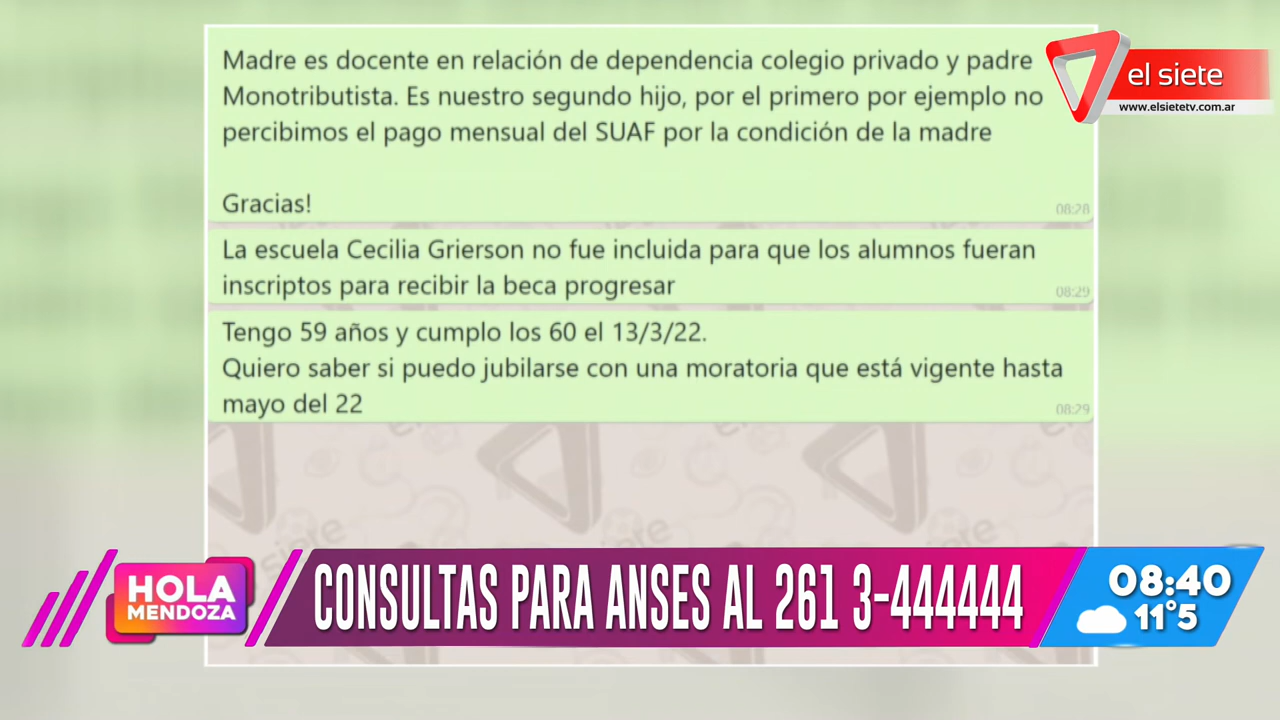 Madre es docente en relación de dependencia colegio privado y padre
Monotributista. Es nuestro segundo hijo, por el primero por ejemplo no
percibimos el pago mensual del SUAF por la condición de la madre
Gracias!
08:28
La escuela Cecilia Grierson no fue incluida para que los alumnos fueran
inscriptos para recibir la beca progresar
08:29
Tengo 59 años y cumplo los 60 el 13/3/22.
Quiero saber si puedo jubilarse con una moratoria que está vigente hasta
mayo del 22
08:29
el siete
www.elsietetv.com.ar
HOLA
MENDOZA
CONSULTAS PARA ANSES AL 261 3-444444
08:40
11°5